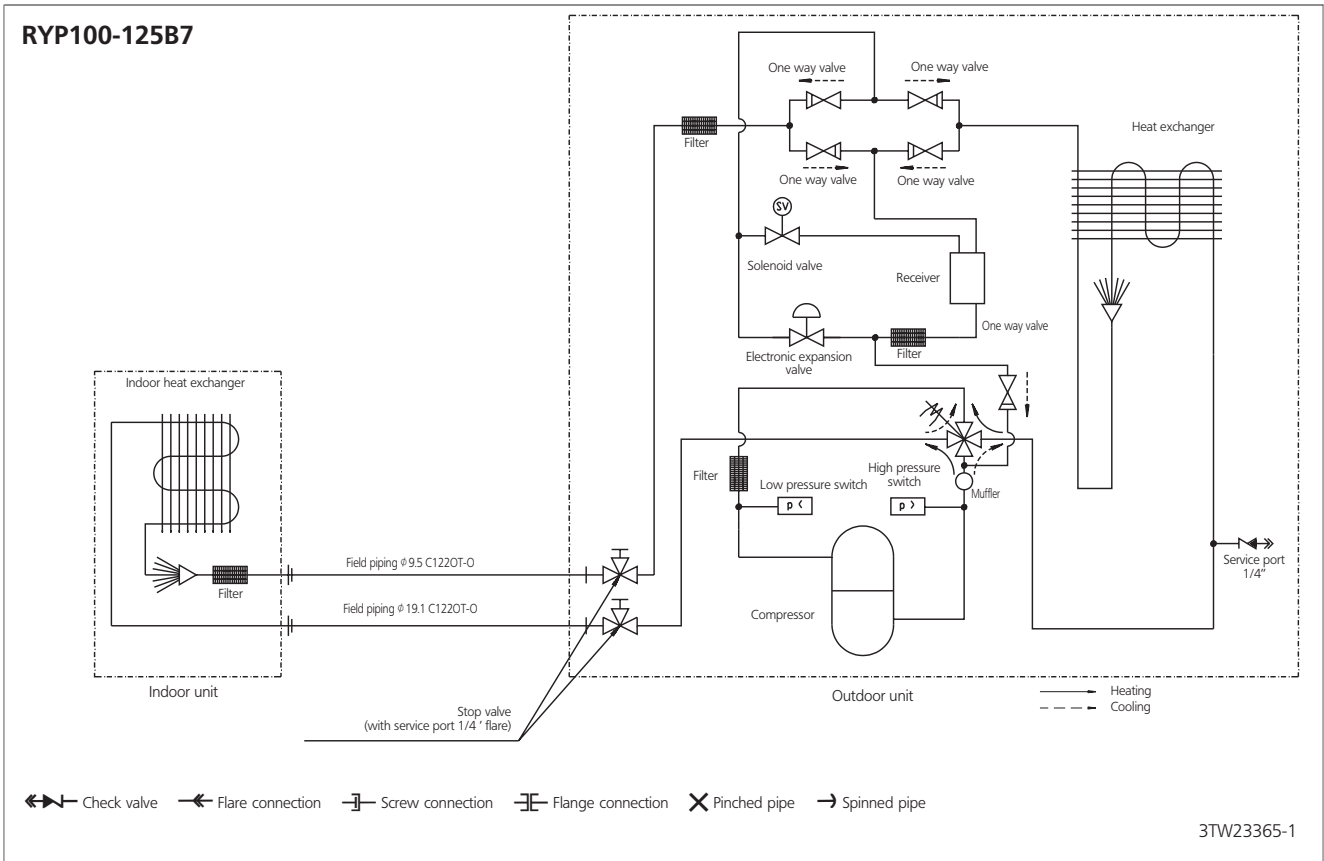 RYP100-125B7
One way valve
One way valve
Filter
Heat exchanger
One way valve
One way valve
SV
Solenoid valve
Receiver
One way valve
Electronic expansion
valve
Filter
Indoor heat exchanger
Filter
High pressure
switch
Low pressure switch
Muffler
p <
p >
Service port
1/4"
Field piping ϕ 9.5 C122OT-O
Filter
Field piping ϕ 19.1 C122OT-O
Compressor
Indoor unit
Outdoor unit
Heating
Cooling
Stop valve
(with service port 1/4 ' flare)
Check valve
Flare connection
Screw connection
Flange connection
Pinched pipe
Spinned pipe
3TW23365-1